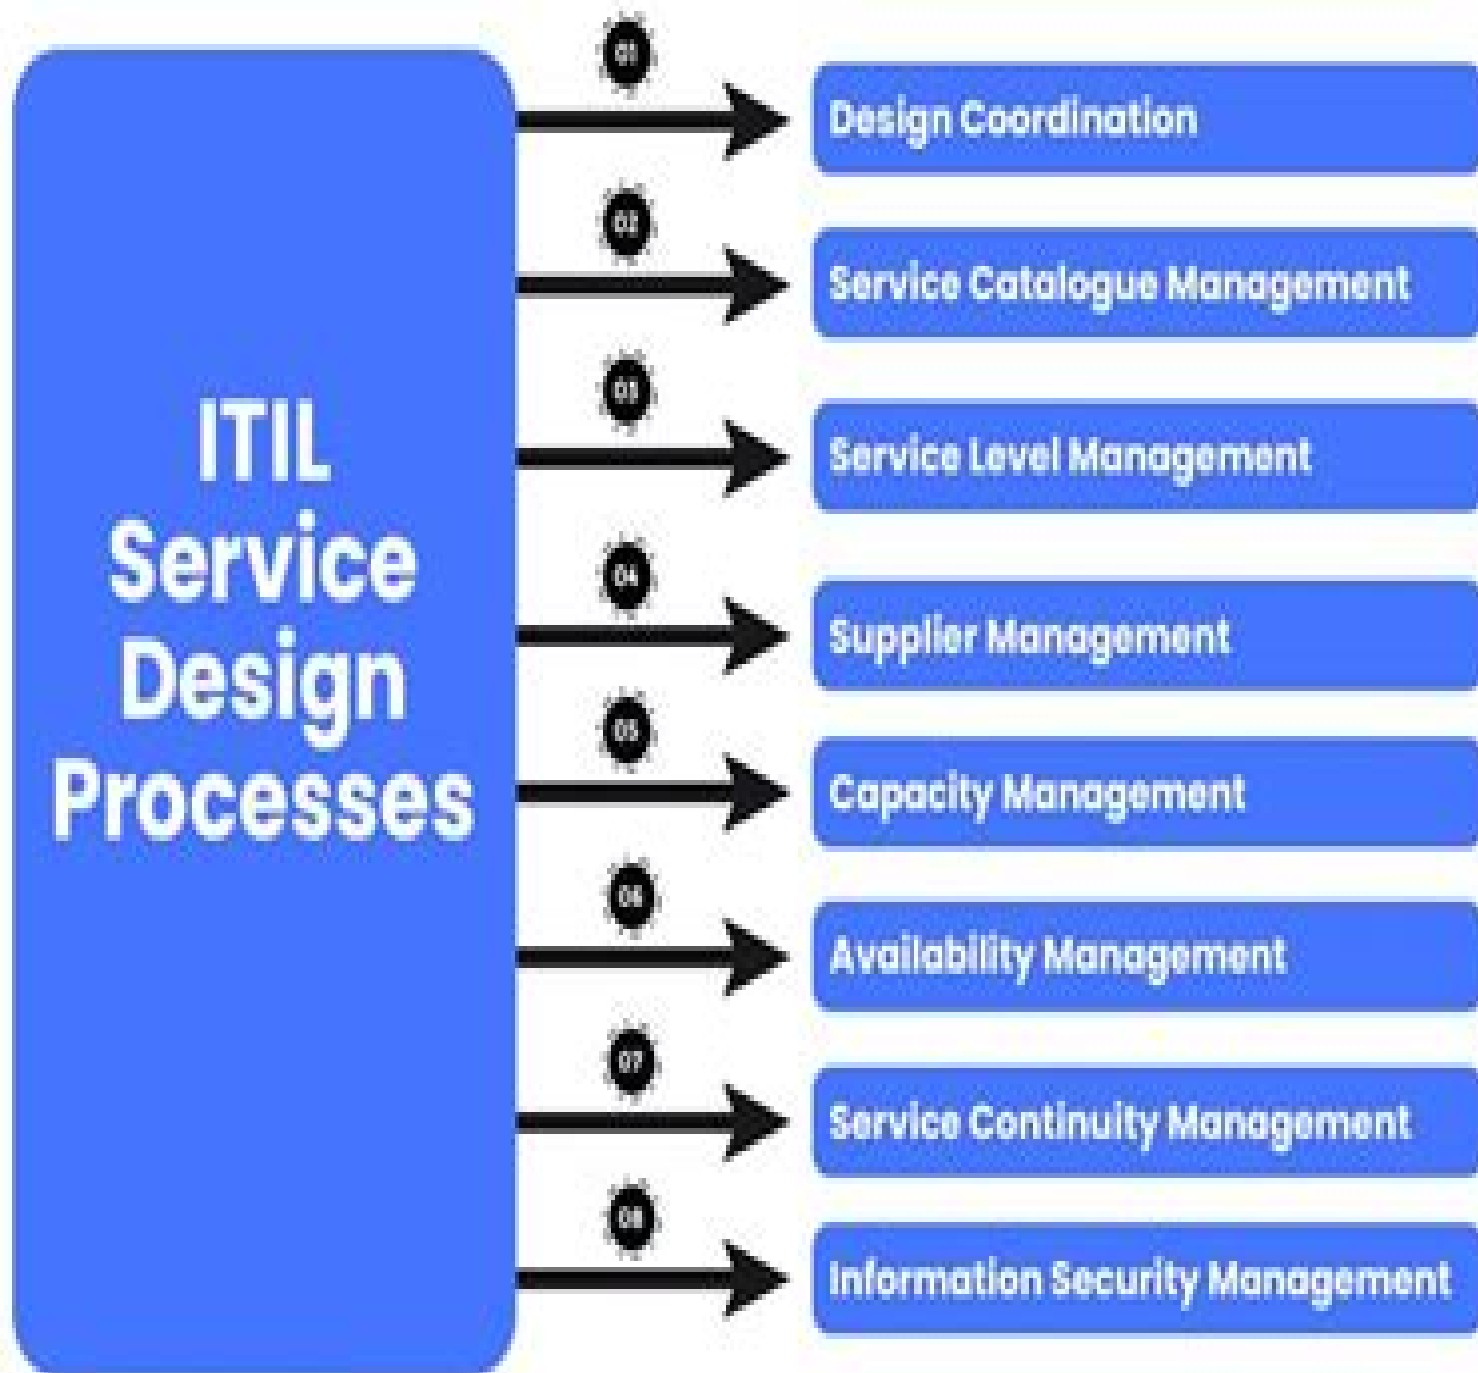 ITIL
Service
Design
Processes
01
Design Coordination
02
Service Catalogue Management
03
Service Level Management
04
Supplier Management
05
Capacity Management
06
Availability Management
07
Service Continuity Management
08
Information Security Management